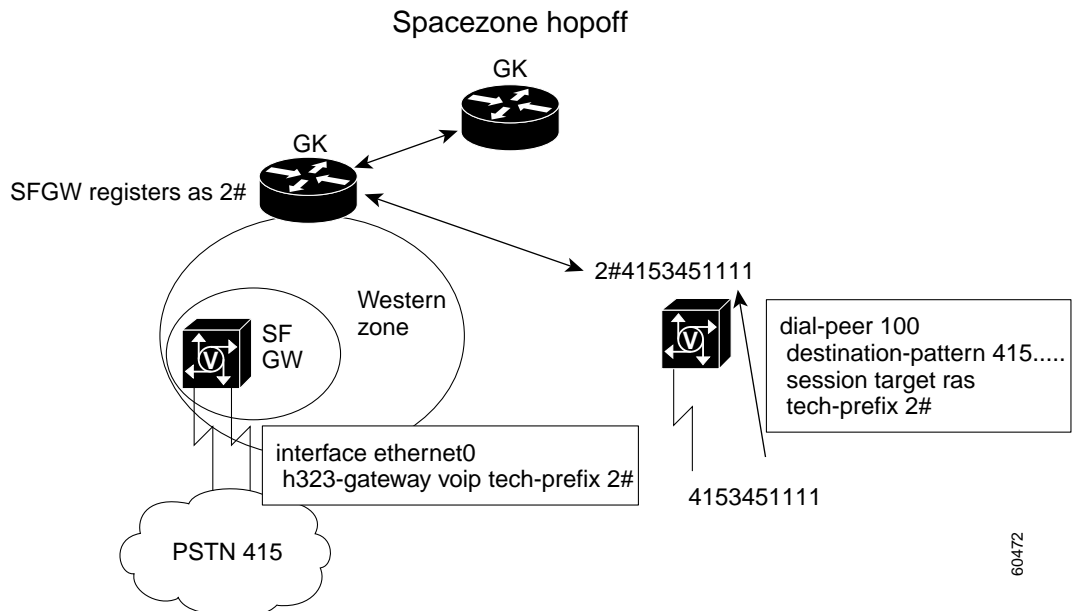 Spacezone hopoff
GK
GK
SFGW registers as 2#
2#4153451111
Western
zone
SF
GW
V
V
dial-peer 100
destination-pattern 415.....
session target ras
tech-prefix 2#
interface ethernet0
h323-gateway voip tech-prefix 2#
4153451111
PSTN 415
60472